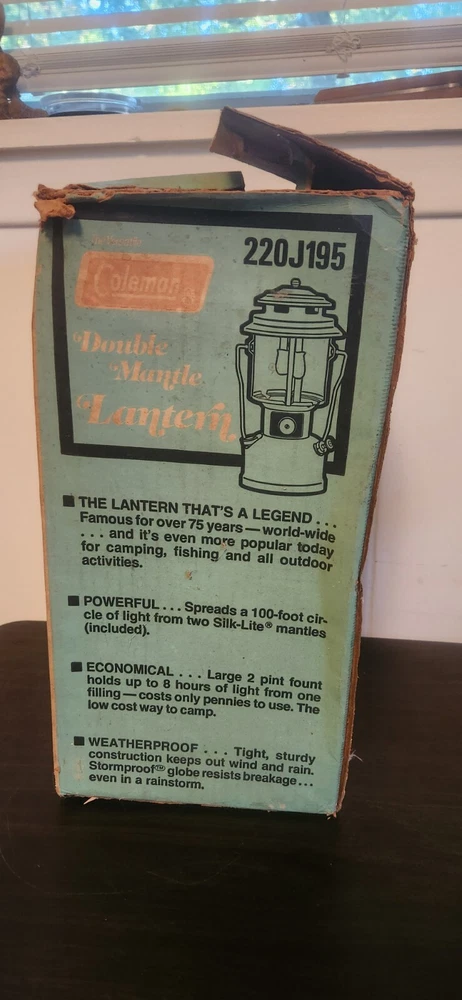 220J195
Coleman®
Double
Mantle
Lantern
■ THE LANTERN THAT'S A LEGEND . . .
Famous for over 75 years — world-wide
. . . and it's even more popular today
for camping, fishing and all outdoor
activities.
■ POWERFUL . . . Spreads a 100-foot cir-
cle of light from two Silk-Lite® mantles
(included).
■ ECONOMICAL . . . Large 2 pint fount
holds up to 8 hours of light from one
filling — costs only pennies to use. The
low cost way to camp.
■ WEATHERPROOF . . . Tight, sturdy
construction keeps out wind and rain.
Stormproof℠ globe resists breakage . . .
even in a rainstorm.